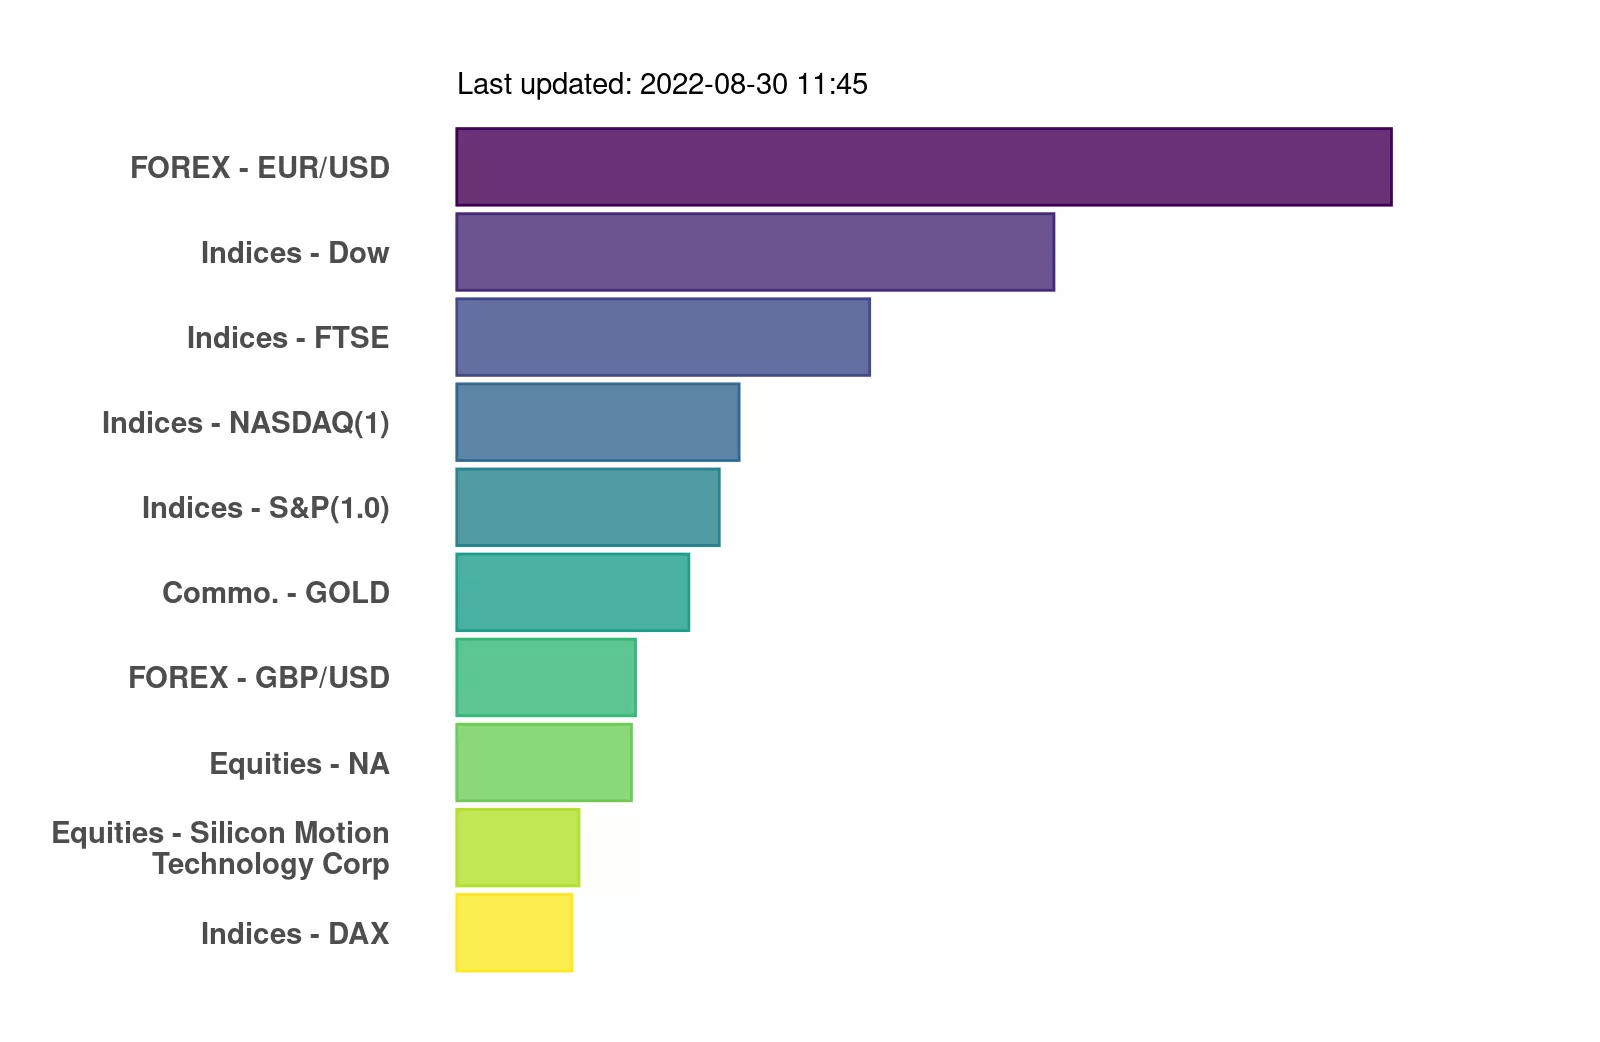 Last updated: 2022-08-30 11:45
FOREX - EUR/USD
Indices - Dow
Indices - FTSE
Indices - NASDAQ(1)
Indices - S&P(1.0)
Commo. - GOLD
FOREX - GBP/USD
Equities - NA
Equities - Silicon Motion
Technology Corp
Indices - DAX